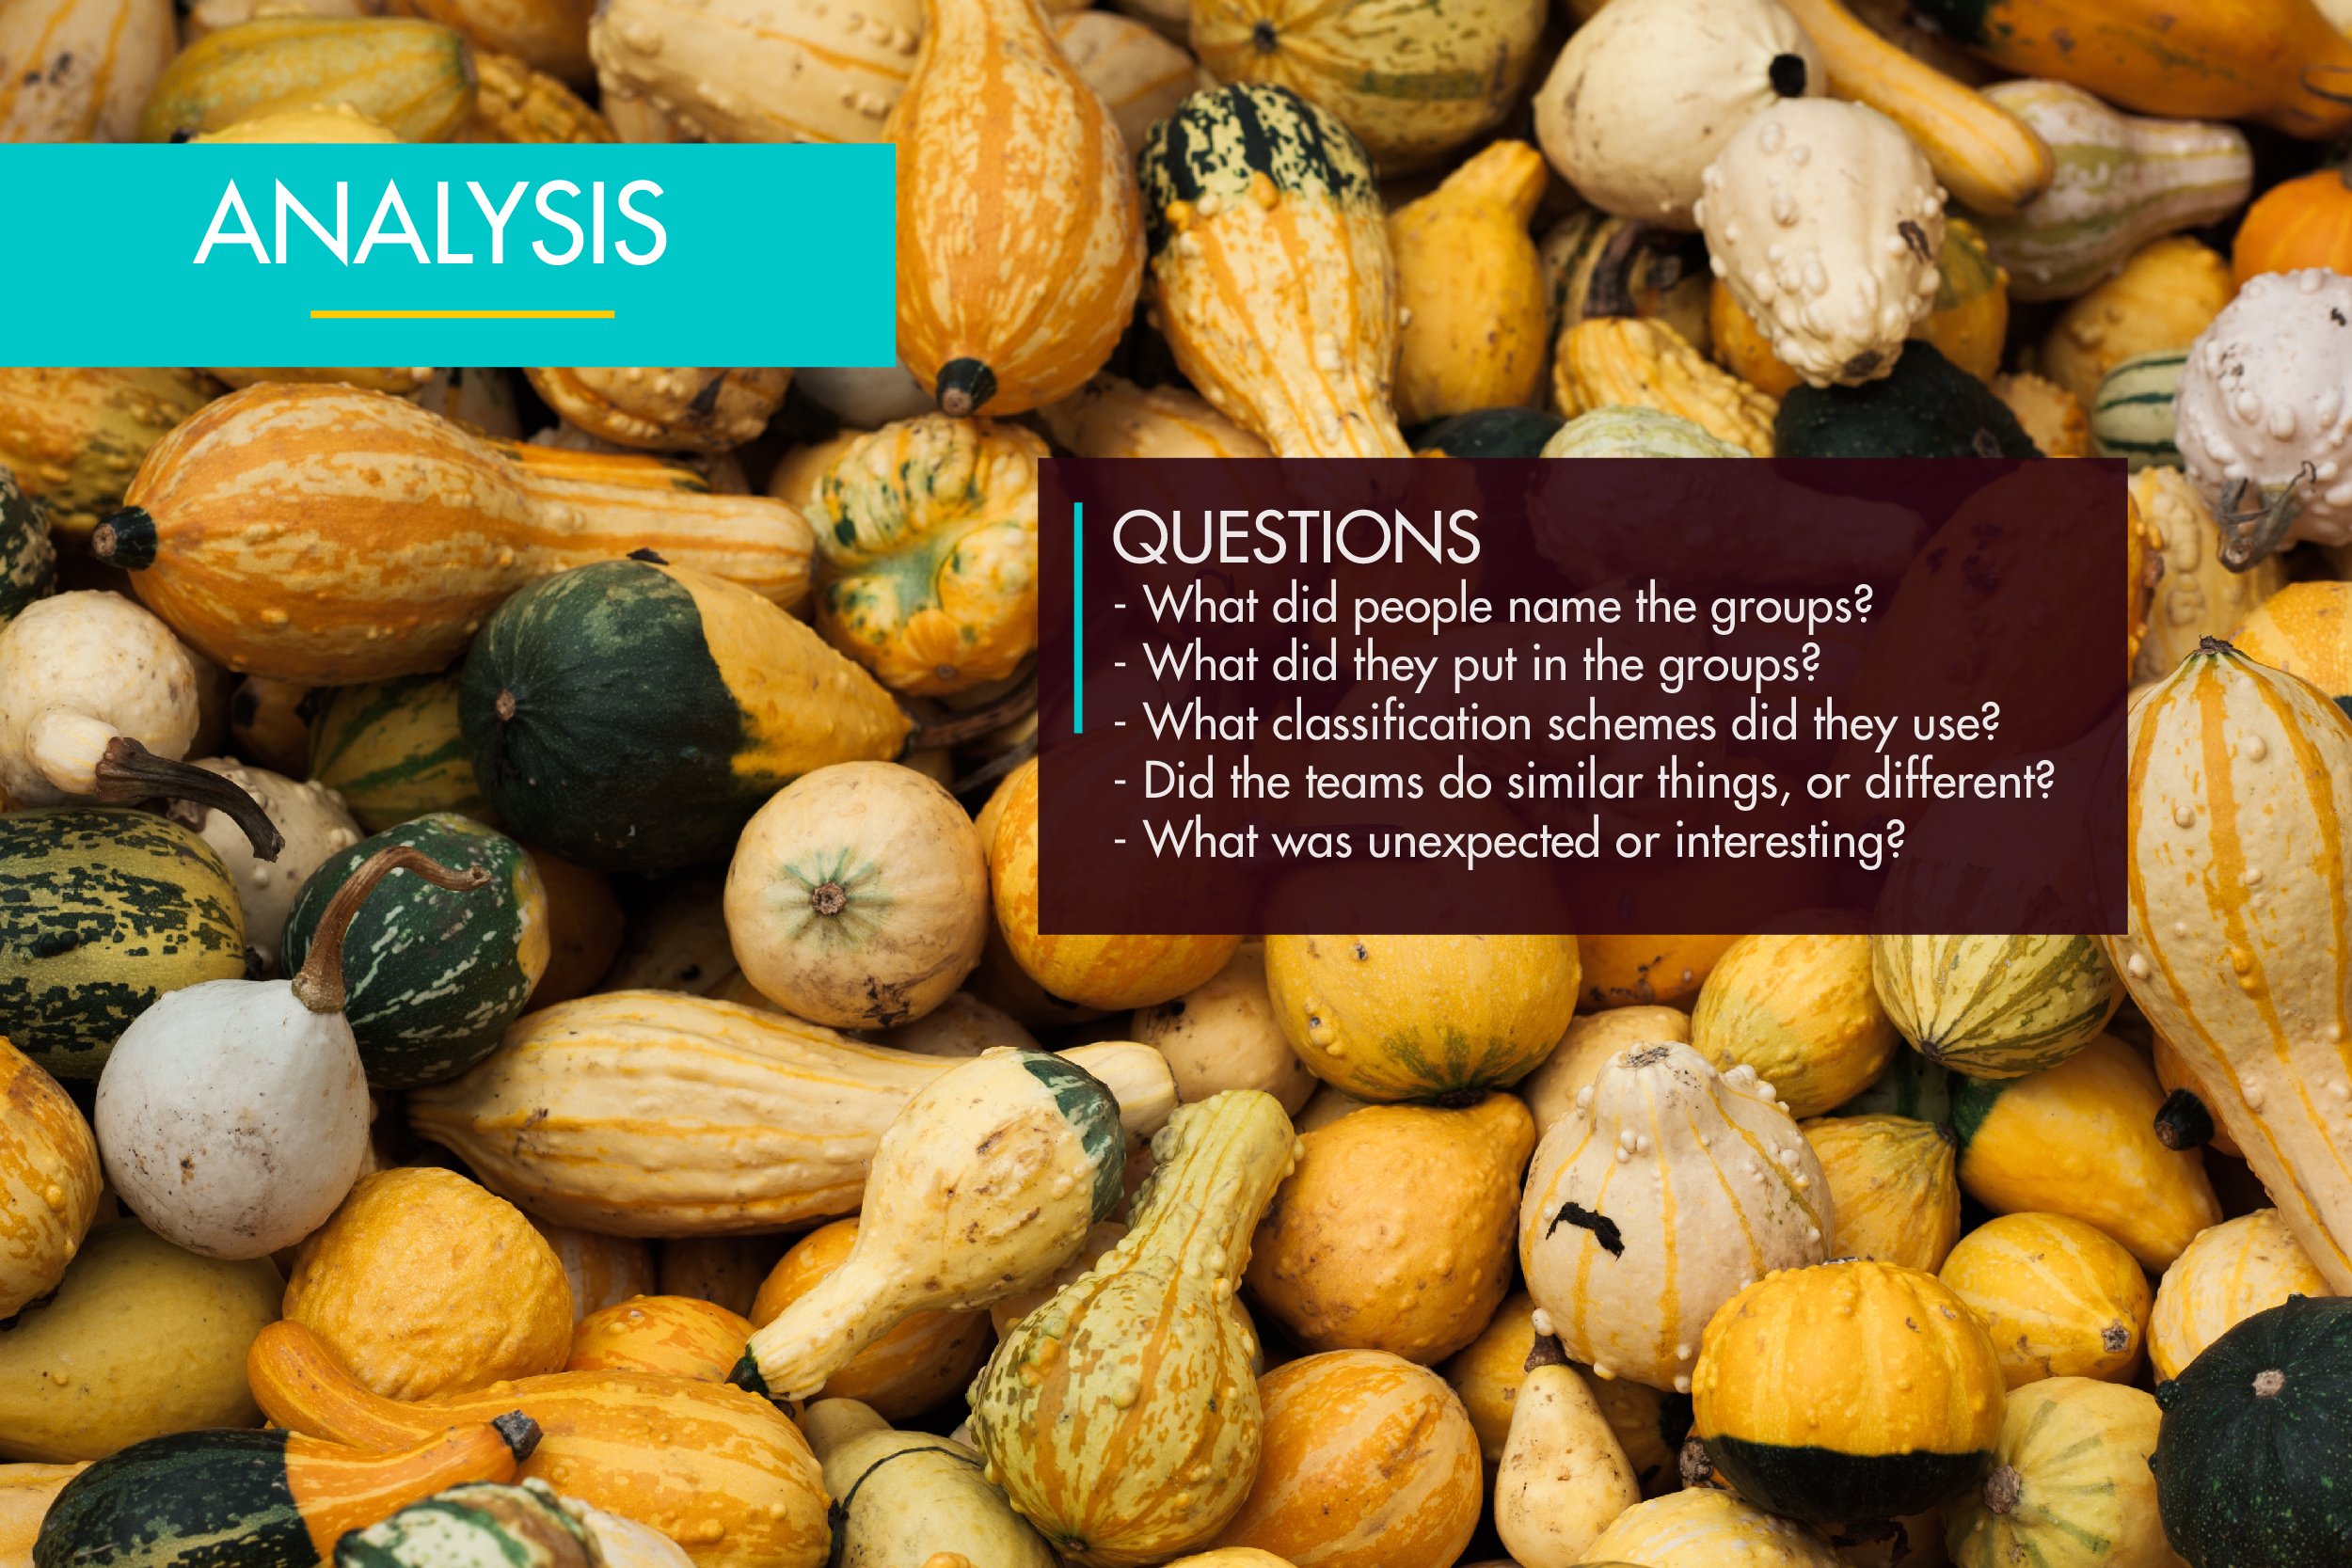 ANALYSIS
QUESTIONS
- What did people name the groups?
- What did they put in the groups?
- What classification schemes did they use?
- Did the teams do similar things, or different?
- What was unexpected or interesting?